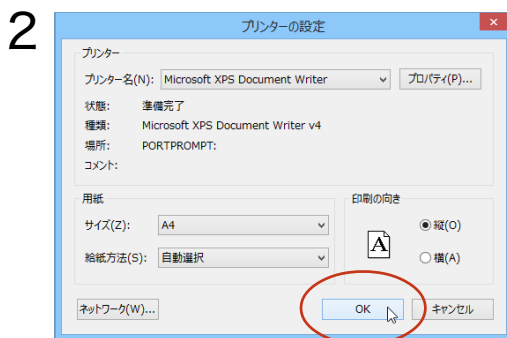 2
プリンターの設定
プリンター
プリンター名(N): Microsoft XPS Document Writer プロパティ(P)...
状態: 準備完了
種類: Microsoft XPS Document Writer v4
場所: PORTPROMPT:
コメント:
用紙
サイズ(Z): A4
給紙方法(S): 自動選択
印刷の向き
A
縦(O)
横(A)
ネットワーク(W)... OK キャンセル